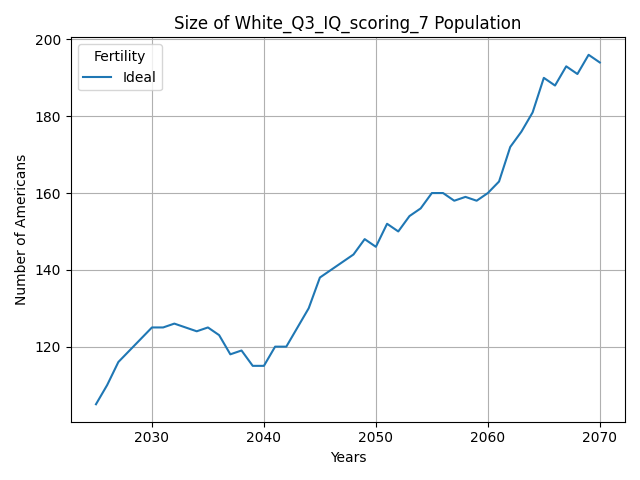 Size of White_Q3_IQ_scoring_7 Population
Fertility
Ideal
Number of Americans
200
180
160
140
120
2030 2040 2050 2060 2070
Years